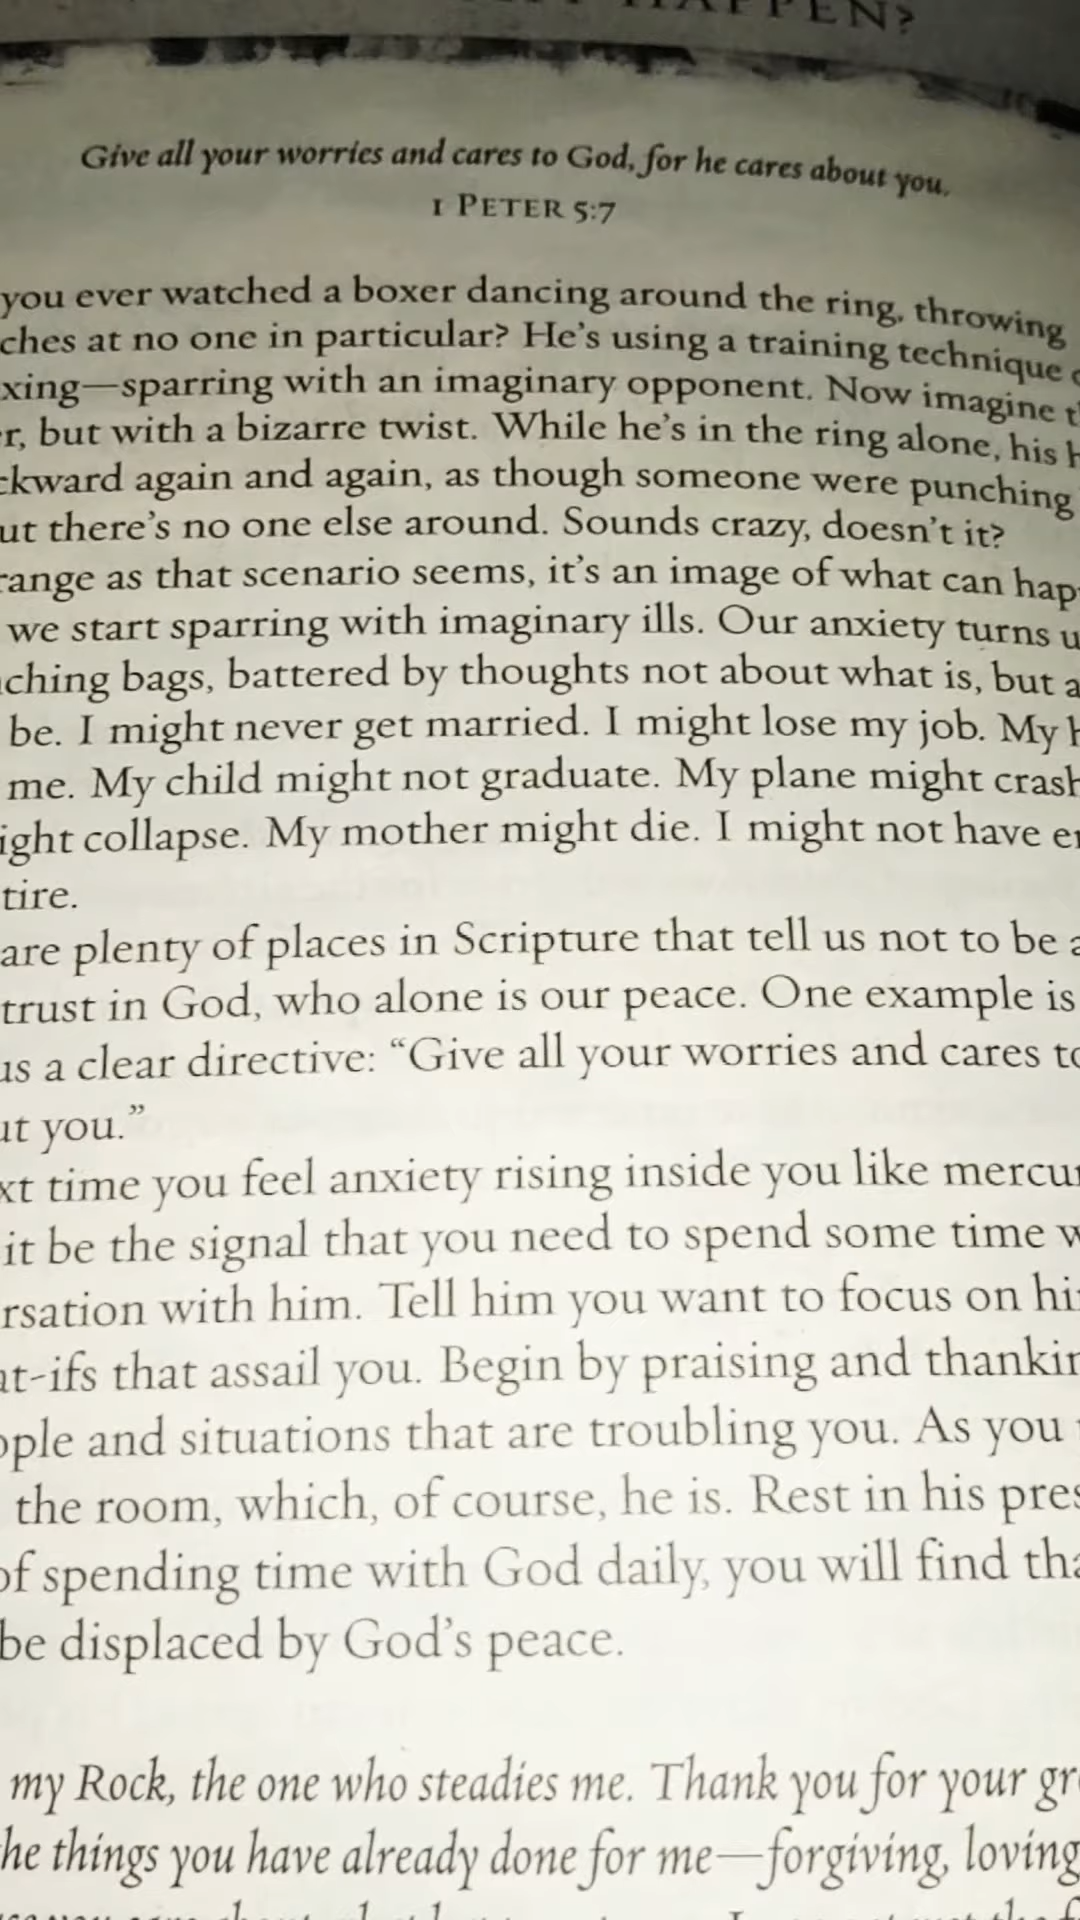 HAPPEN?
Give all your worries and cares to God, for he cares about you.
1 PETER 5:7
you ever watched a boxer dancing around the ring, throwing
ches at no one in particular? He's using a training technique
xing—sparring with an imaginary opponent. Now imagine
r, but with a bizarre twist. While he's in the ring alone, his
ckward again and again, as though someone were punching
ut there's no one else around. Sounds crazy, doesn't it?
range as that scenario seems, it's an image of what can hap
we start sparring with imaginary ills. Our anxiety turns u
ching bags, battered by thoughts not about what is, but a
be. I might never get married. I might lose my job. My
me. My child might not graduate. My plane might crash
ight collapse. My mother might die. I might not have
tire.
are plenty of places in Scripture that tell us not to be a
trust in God, who alone is our peace. One example is
us a clear directive: “Give all your worries and cares to
ut you.”
xt time you feel anxiety rising inside you like mercur
it be the signal that you need to spend some time w
rsation with him. Tell him you want to focus on hi
at-ifs that assail you. Begin by praising and thankin
ople and situations that are troubling you. As you
the room, which, of course, he is. Rest in his pres
of spending time with God daily, you will find tha
be displaced by God's peace.
my Rock, the one who steadies me. Thank you for your gr
he things you have already done for me—forgiving, loving